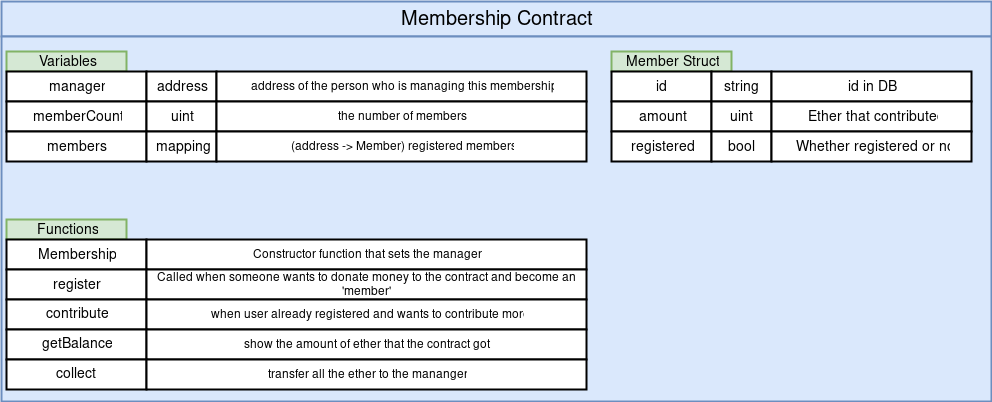 Membership Contract
Variables
manager address address of the person who is managing this membership
memberCount uint the number of members
members mapping (address -> Member) registered members
Member Struct
id string id in DB
amount uint Ether that contribute
registered bool Whether registered or no
Functions
Membership Constructor function that sets the manager
register Called when someone wants to donate money to the contract and become an
'member'
contribute when user already registered and wants to contribute more
getBalance show the amount of ether that the contract got
collect transfer all the ether to the mananger